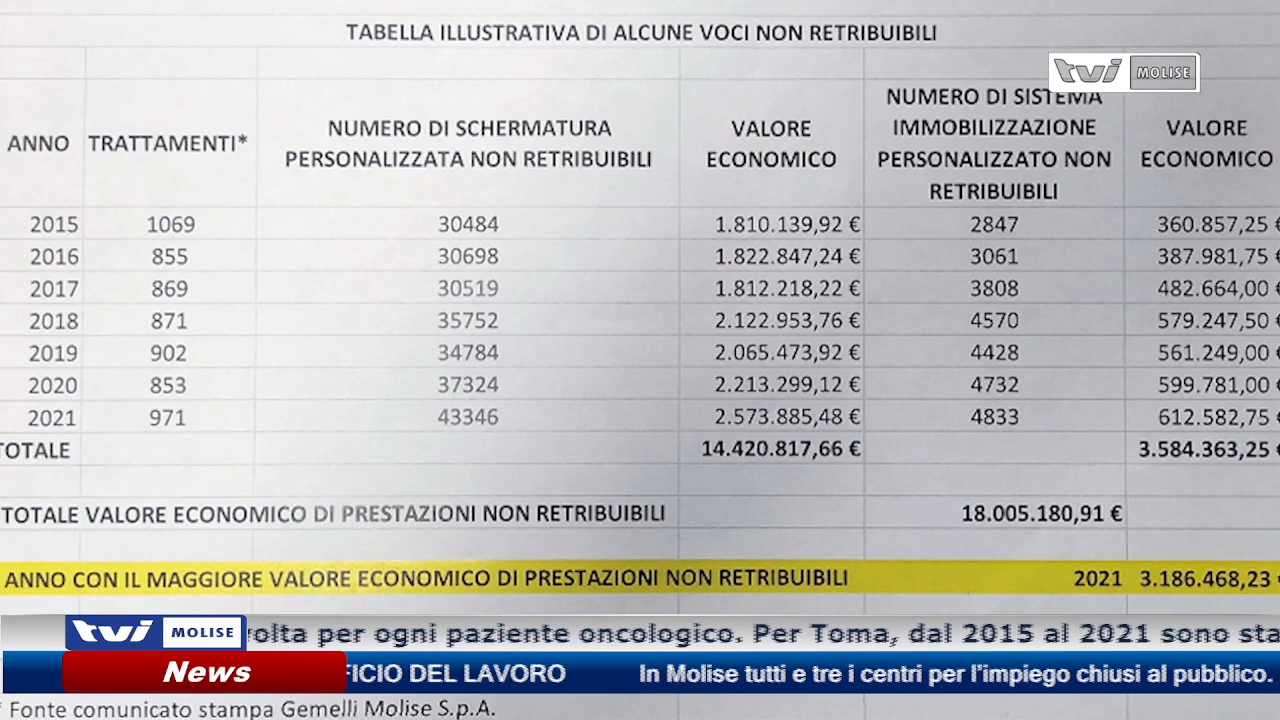 TABELLA ILLUSTRATIVA DI ALCUNE VOCI NON RETRIBUIBILI
tvi MOLISE
ANNO TRATTAMENTI* NUMERO DI SCHERMATURA PERSONALIZZATA NON RETRIBUIBILI VALORE ECONOMICO NUMERO DI SISTEMA IMMOBILIZZAZIONE PERSONALIZZATO NON RETRIBUIBILI VALORE ECONOMICO
2015 1069 30484 1.810.139,92 € 2847 360.857,25 €
2016 855 30698 1.822.847,24 € 3061 387.981,75 €
2017 869 30519 1.812.218,22 € 3808 482.664,00 €
2018 871 35752 2.122.953,76 € 4570 579.247,50 €
2019 902 34784 2.065.473,92 € 4428 561.249,00 €
2020 853 37324 2.213.299,12 € 4732 599.781,00 €
2021 971 43346 2.573.885,48 € 4833 612.582,75 €
TOTALE 14.420.817,66 € 3.584.363,25 €
TOTALE VALORE ECONOMICO DI PRESTAZIONI NON RETRIBUIBILI 18.005.180,91 €
ANNO CON IL MAGGIORE VALORE ECONOMICO DI PRESTAZIONI NON RETRIBUIBILI 2021 3.186.468,23 €
tvi MOLISE volta per ogni paziente oncologico. Per Toma, dal 2015 al 2021 sono sta
News FICIO DEL LAVORO In Molise tutti e tre i centri per l'impiego chiusi al pubblico.
* Fonte comunicato stampa Gemelli Molise S.p.A.